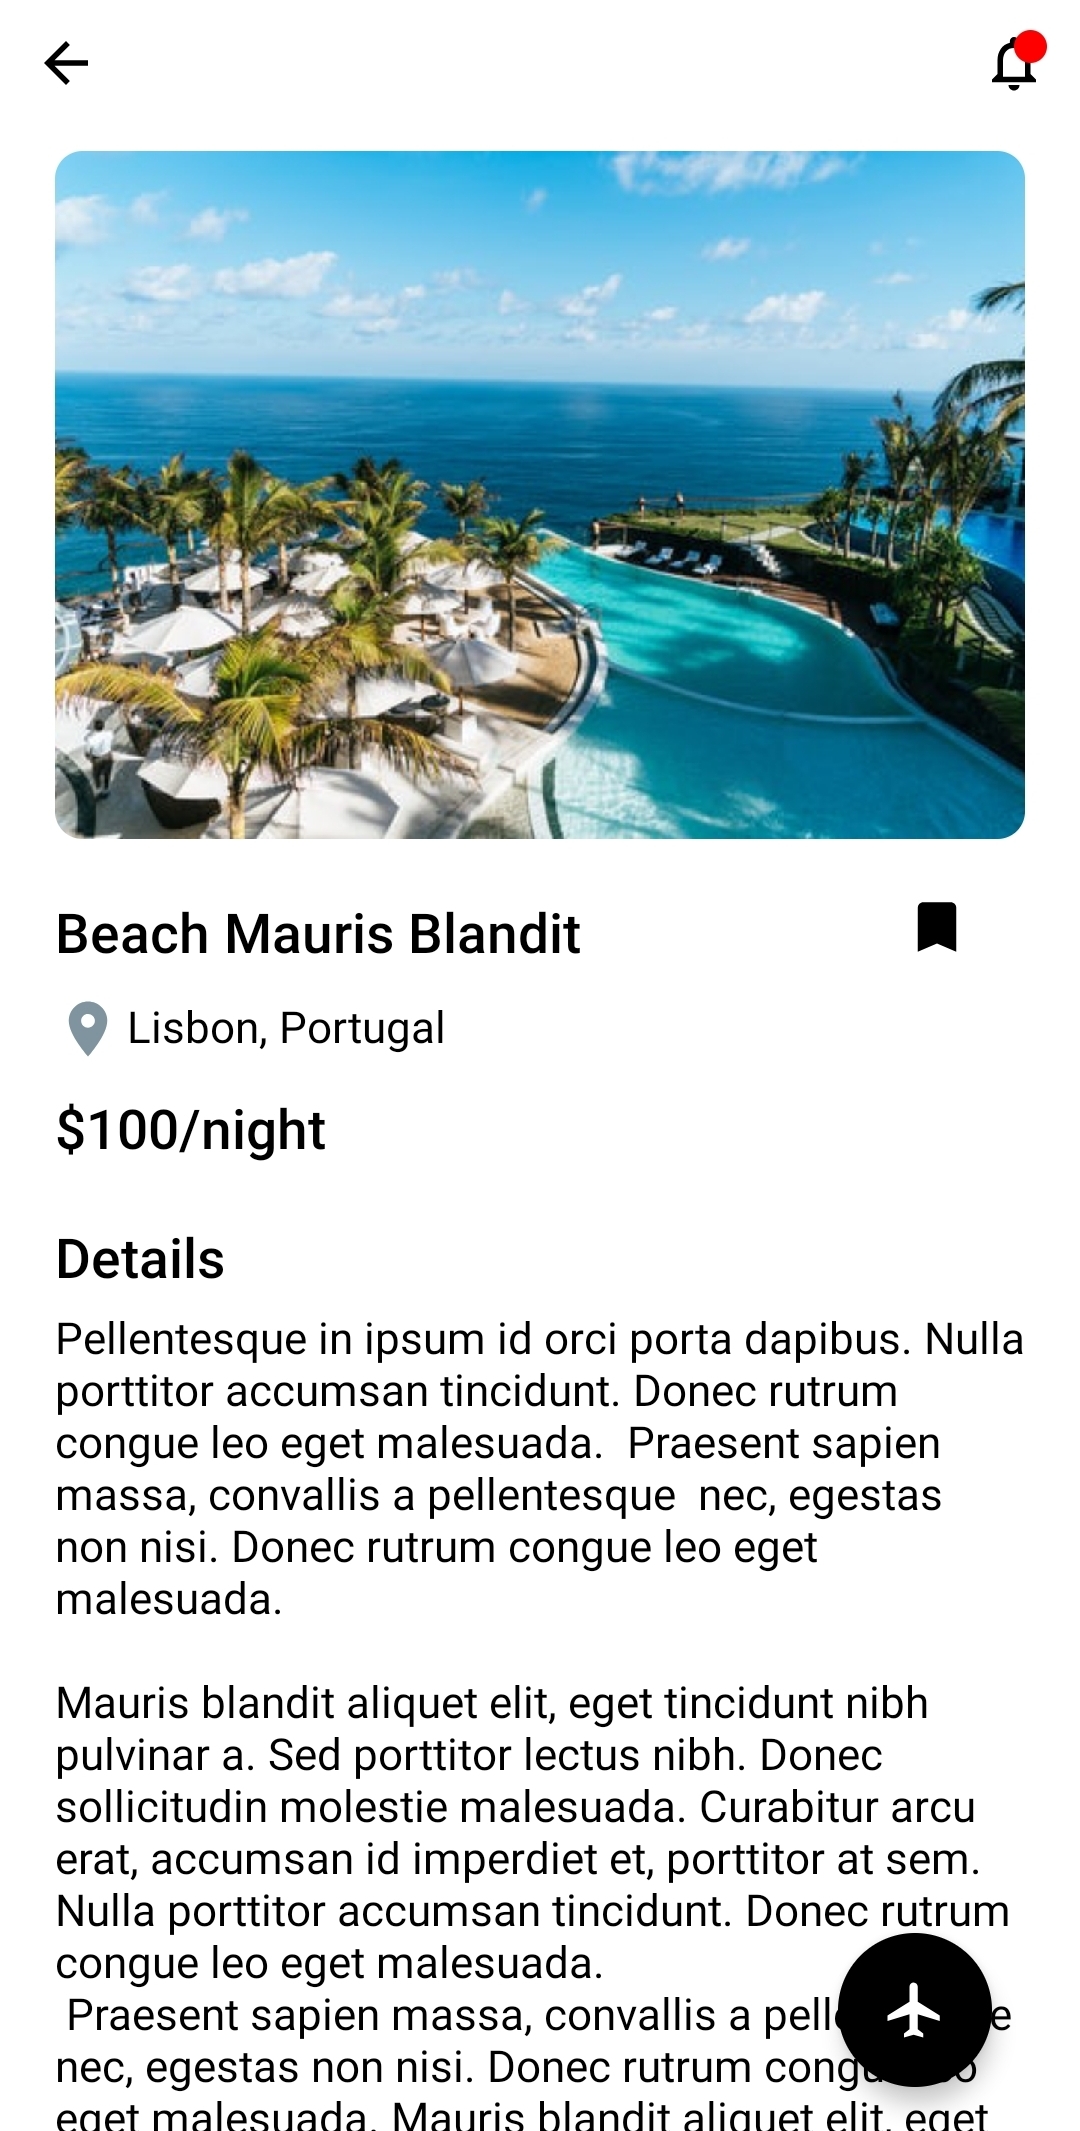 Beach Mauris Blandit
Lisbon, Portugal
$100/night
Details
Pellentesque in ipsum id orci porta dapibus. Nulla
porttitor accumsan tincidunt. Donec rutrum
congue leo eget malesuada.  Praesent sapien
massa, convallis a pellentesque  nec, egestas
non nisi. Donec rutrum congue leo eget
malesuada.
Mauris blandit aliquet elit, eget tincidunt nibh
pulvinar a. Sed porttitor lectus nibh. Donec
sollicitudin molestie malesuada. Curabitur arcu
erat, accumsan id imperdiet et, porttitor at sem.
Nulla porttitor accumsan tincidunt. Donec rutrum
congue leo eget malesuada.
Praesent sapien massa, convallis a
nec, egestas non nisi. Donec rutrum
eget malesuada. Mauris blandit aliquet elit, eget